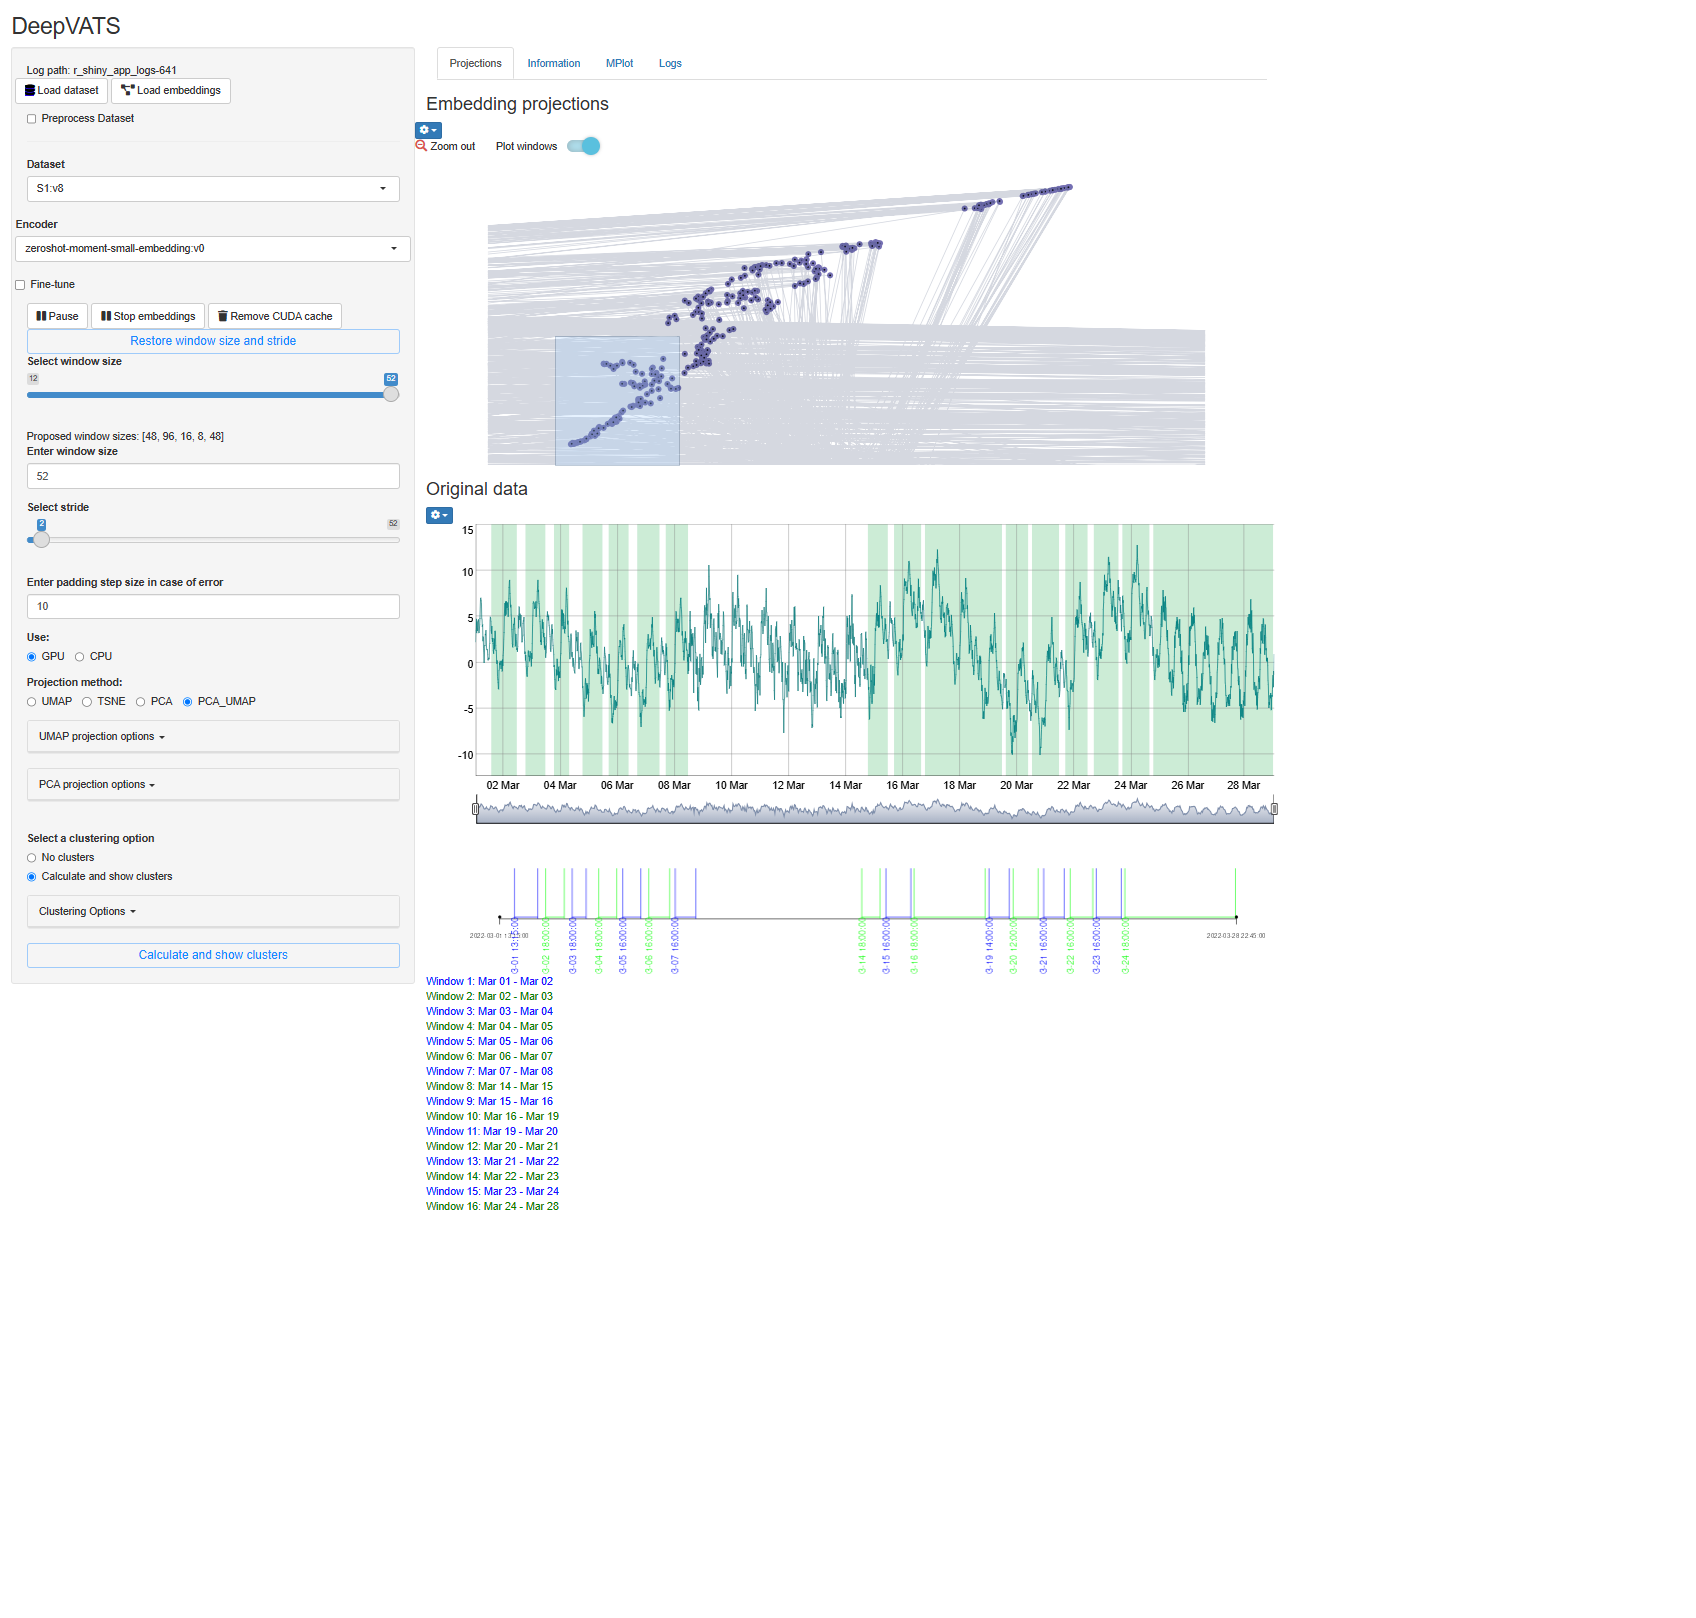 DeepVATS
Log path: r_shiny_app_logs-641
Load dataset
Load embeddings
Preprocess Dataset
Dataset
S1:v8
Encoder
zeroshot-moment-small-embedding:v0
Fine-tune
Pause
Stop embeddings
Remove CUDA cache
Restore window size and stride
Select window size
12
52
Proposed window sizes: [48, 96, 16, 8, 48]
Enter window size
52
Select stride
2
52
Enter padding step size in case of error
10
Use:
GPU
CPU
Projection method:
UMAP
TSNE
PCA
PCA_UMAP
UMAP projection options
PCA projection options
Select a clustering option
No clusters
Calculate and show clusters
Clustering Options
Calculate and show clusters
Projections
Information
MPlot
Logs
Embedding projections
Zoom out
Plot windows
Original data
15
10
5
0
-5
-10
02 Mar
04 Mar
06 Mar
08 Mar
10 Mar
12 Mar
14 Mar
16 Mar
18 Mar
20 Mar
22 Mar
24 Mar
26 Mar
28 Mar
2022-03-28 22:45:00
3-02 18:00:00
3-03 18:00:00
3-04 18:00:00
3-05 16:00:00
3-06 16:00:00
3-07 16:00:00
3-14 18:00:00
3-15 16:00:00
3-16 18:00:00
3-19 14:00:00
3-20 12:00:00
3-21 16:00:00
3-22 16:00:00
3-23 16:00:00
3-24 18:00:00
Window 1: Mar 01 - Mar 02
Window 2: Mar 02 - Mar 03
Window 3: Mar 03 - Mar 04
Window 4: Mar 04 - Mar 05
Window 5: Mar 05 - Mar 06
Window 6: Mar 06 - Mar 07
Window 7: Mar 07 - Mar 08
Window 8: Mar 14 - Mar 15
Window 9: Mar 15 - Mar 16
Window 10: Mar 16 - Mar 19
Window 11: Mar 19 - Mar 20
Window 12: Mar 20 - Mar 21
Window 13: Mar 21 - Mar 22
Window 14: Mar 22 - Mar 23
Window 15: Mar 23 - Mar 24
Window 16: Mar 24 - Mar 28